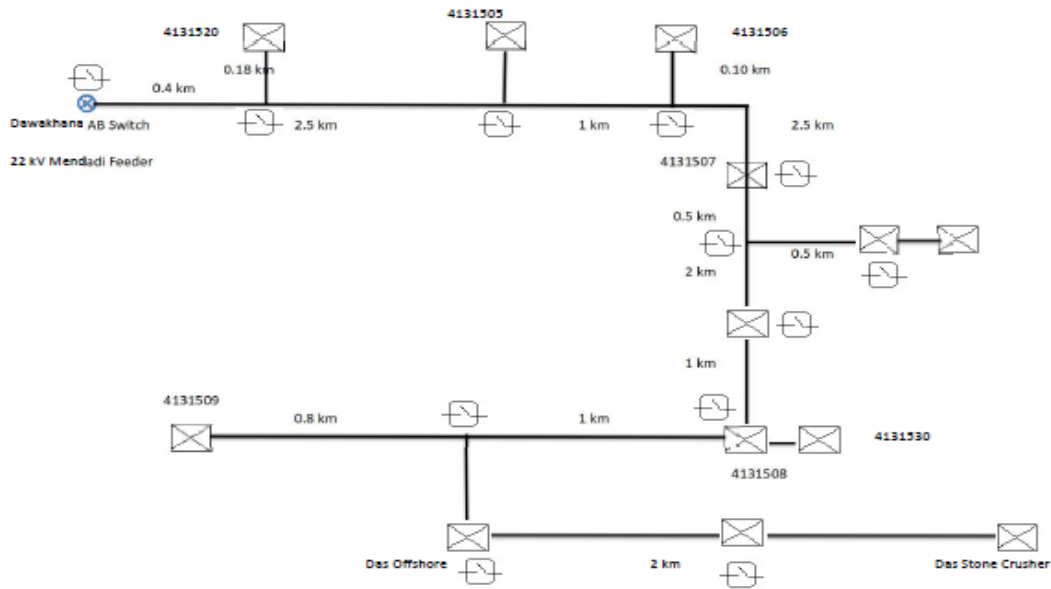 4131520
4131505
4131506
0.18 km
0.10 km
0.4 km
Dawakhana AB Switch
2.5 km
1 km
2.5 km
22 kV Mendadi Feeder
4131507
0.5 km
0.5 km
2 km
1 km
4131509
0.8 km
1 km
4131530
4131508
Das Offshore
2 km
Das Stone Crusher